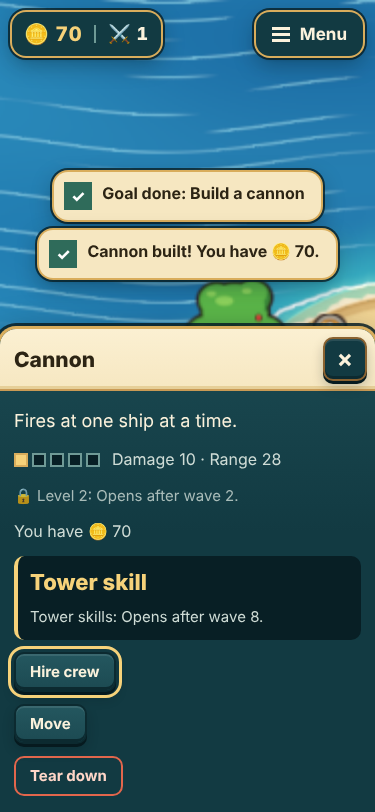 🪙 70 | ⚔️ 1
Menu
Goal done: Build a cannon
Cannon built! You have 🪙 70.
Cannon
Fires at one ship at a time.
Damage 10 · Range 28
🔒 Level 2: Opens after wave 2.
You have 🪙 70
Tower skill
Tower skills: Opens after wave 8.
Hire crew
Move
Tear down